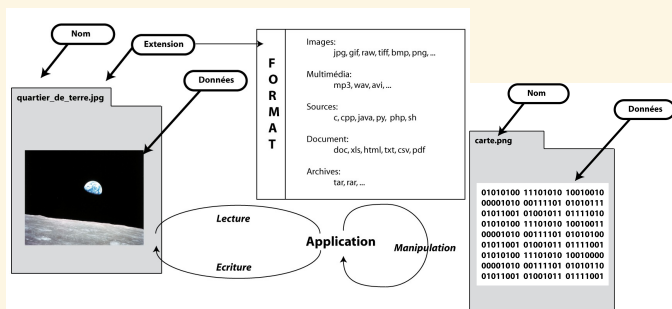 Nom
Extension
Données
quartier_de_terre.jpg
FORMAT
Images:
jpg, gif, raw, tiff, bmp, png, ...
Multimédia:
mp3, wav, avi, ...
Sources:
c, cpp, java, py, php, sh
Document:
doc, xls, html, txt, csv, pdf
Archives:
tar, rar, ...
Lecture
Application
Ecriture
Manipulation
Nom
Données
carte.png
01010100 11101010 10010010
00001010 00111101 01010111
01011001 01001011 01111010
01010100 11101010 10010011
00001010 00111101 01010100
01011001 01001011 01111001
01010100 11101010 10010000
00001010 00111101 01010110
01011001 01001011 01111001